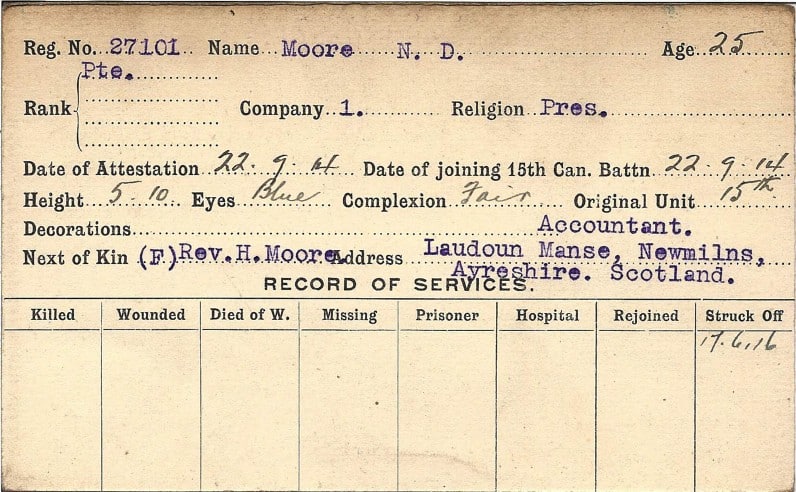 Reg. No. 27101 Name Moore N. D. Age 25
Pte.
Rank Company 1. Religion Pres.
Date of Attestation 22.9.14 Date of joining 15th Can. Battn 22.9.14
Height 5.10 Eyes Blue Complexion Fair Original Unit 15th
Decorations Accountant.
Next of Kin (F.) Rev. H. Moore. Address Laudoun Manse, Newmilns,
Ayreshire. Scotland.
RECORD OF SERVICES.
Killed Wounded Died of W. Missing Prisoner Hospital Rejoined Struck Off
17.6.16